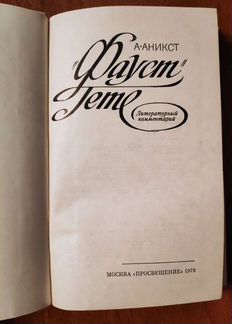 А·АНИКСТ
"Фауст"
Гете
Литературный
комментарий
МОСКВА «ПРОСВЕЩЕНИЕ» 1979